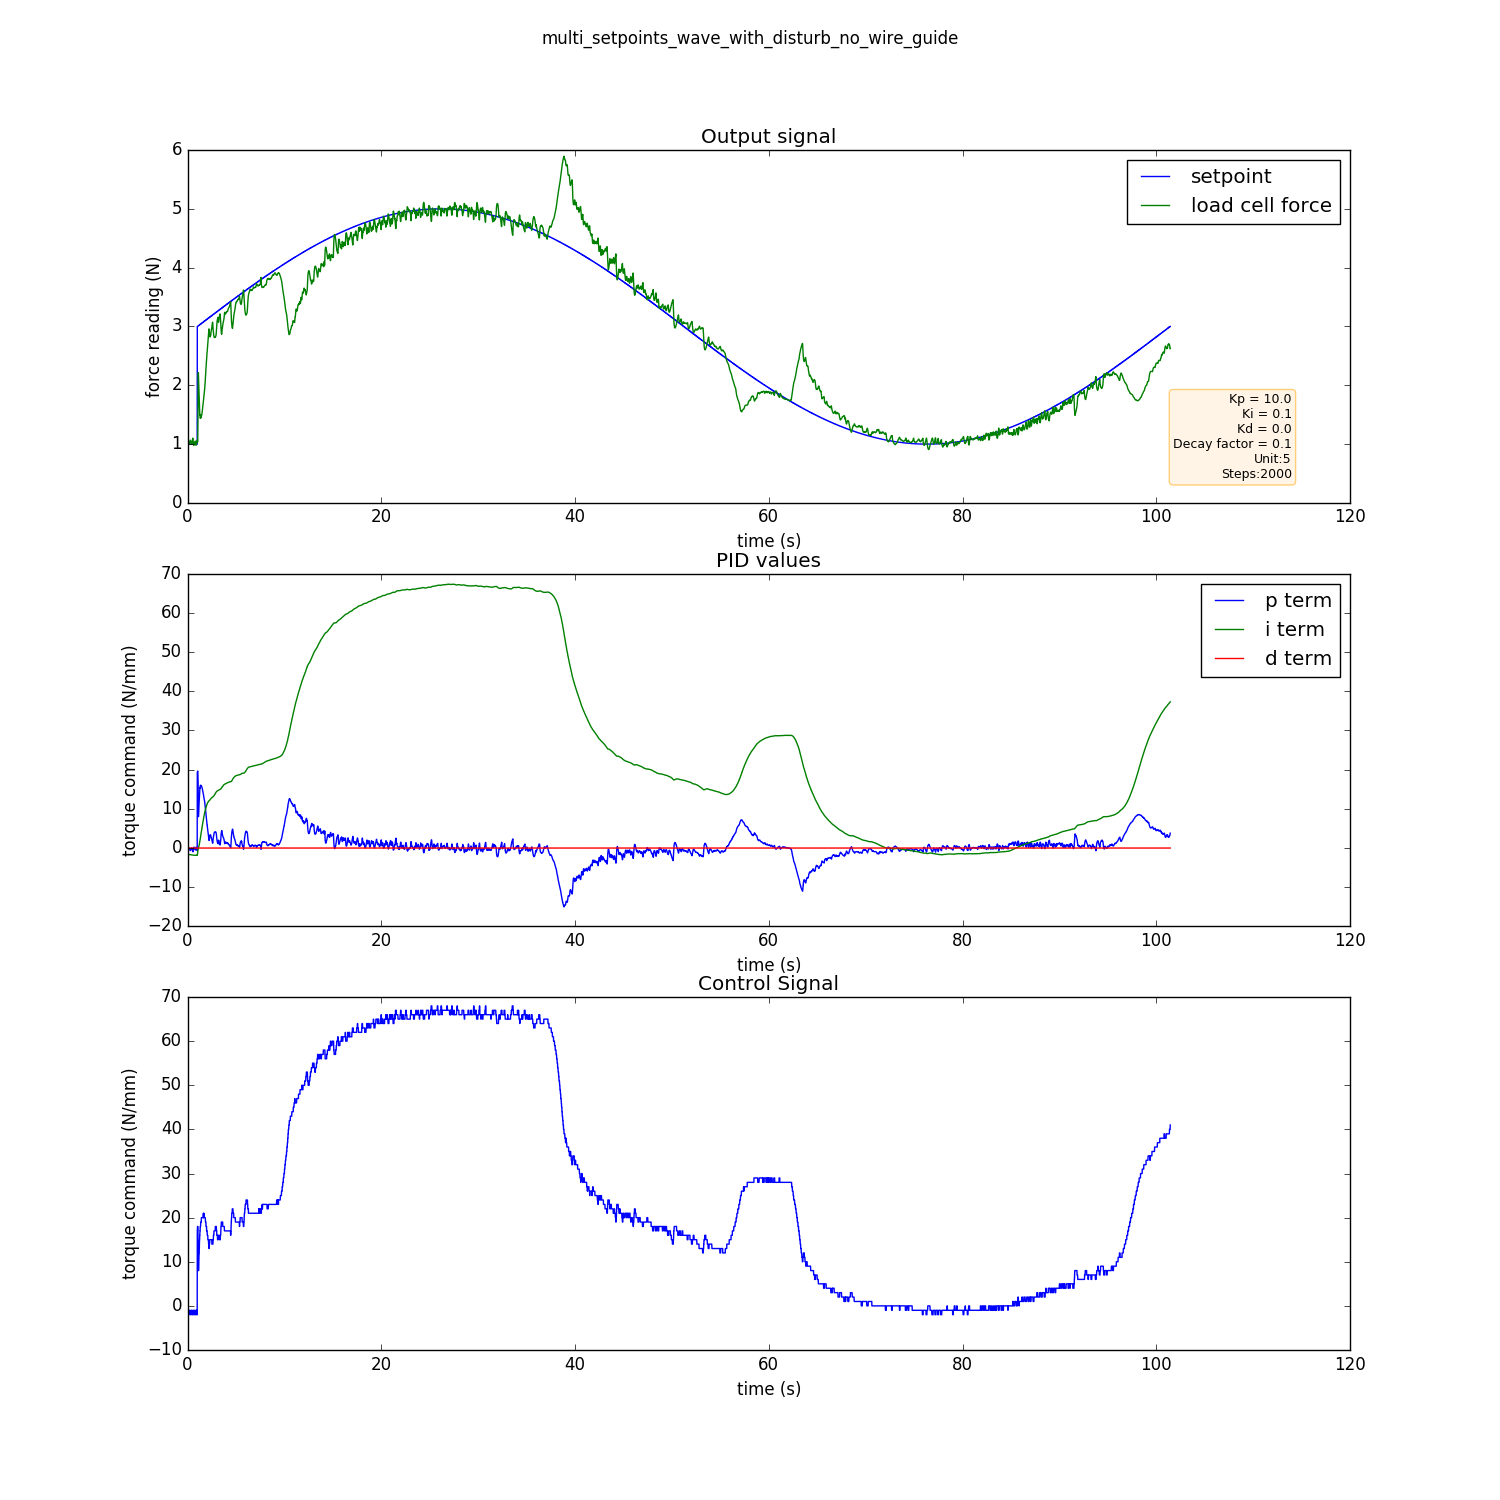 multi_setpoints_wave_with_disturb_no_wire_guide
Output signal
6
5
4
3
2
1
0
force reading (N)
setpoint
load cell force
Kp = 10.0
Ki = 0.1
Kd = 0.0
Decay factor = 0.1
Unit:5
Steps:2000
0 20 40 60 80 100 120
time (s)
PID values
70
60
50
40
30
20
10
0
−10
−20
torque command (N/mm)
p term
i term
d term
0 20 40 60 80 100 120
time (s)
Control Signal
70
60
50
40
30
20
10
0
−10
torque command (N/mm)
0 20 40 60 80 100 120
time (s)